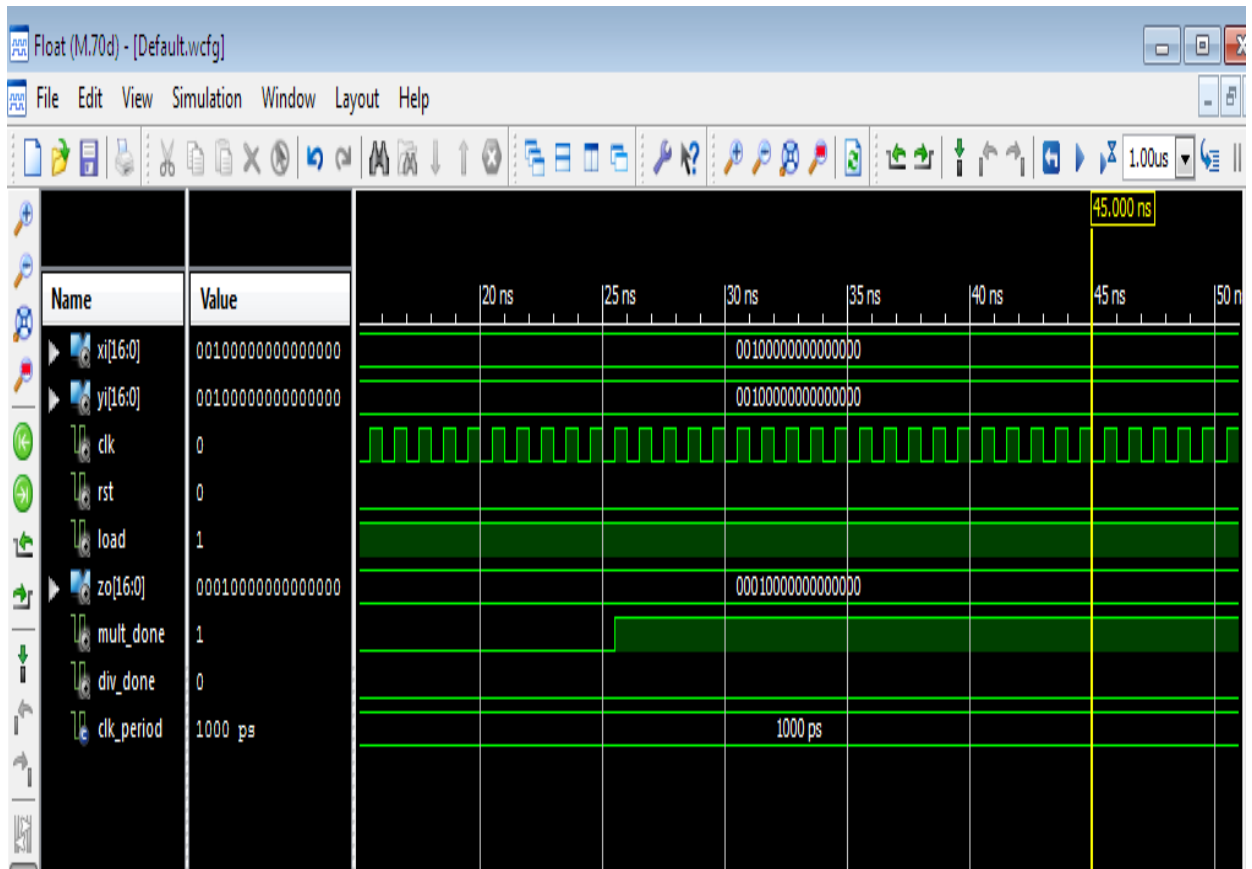 Float (M.70d) - [Default.wcfg]
File Edit View Simulation Window Layout Help
1.00us
45.000 ns
Name Value
20 ns 25 ns 30 ns 35 ns 40 ns 45 ns 50 n
xi[16:0] 00100000000000000 00100000000000000
yi[16:0] 00100000000000000 00100000000000000
clk 0
rst 0
load 1
zo[16:0] 00010000000000000 00010000000000000
mult_done 1
div_done 0
clk_period 1000 ps 1000 ps